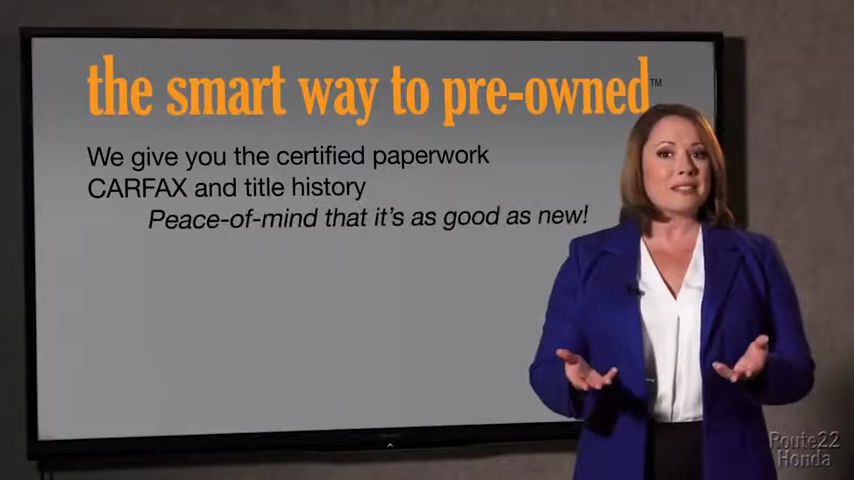 the smart way to pre-owned™
We give you the certified paperwork
CARFAX and title history
Peace-of-mind that it's as good as new!
Route22
Honda